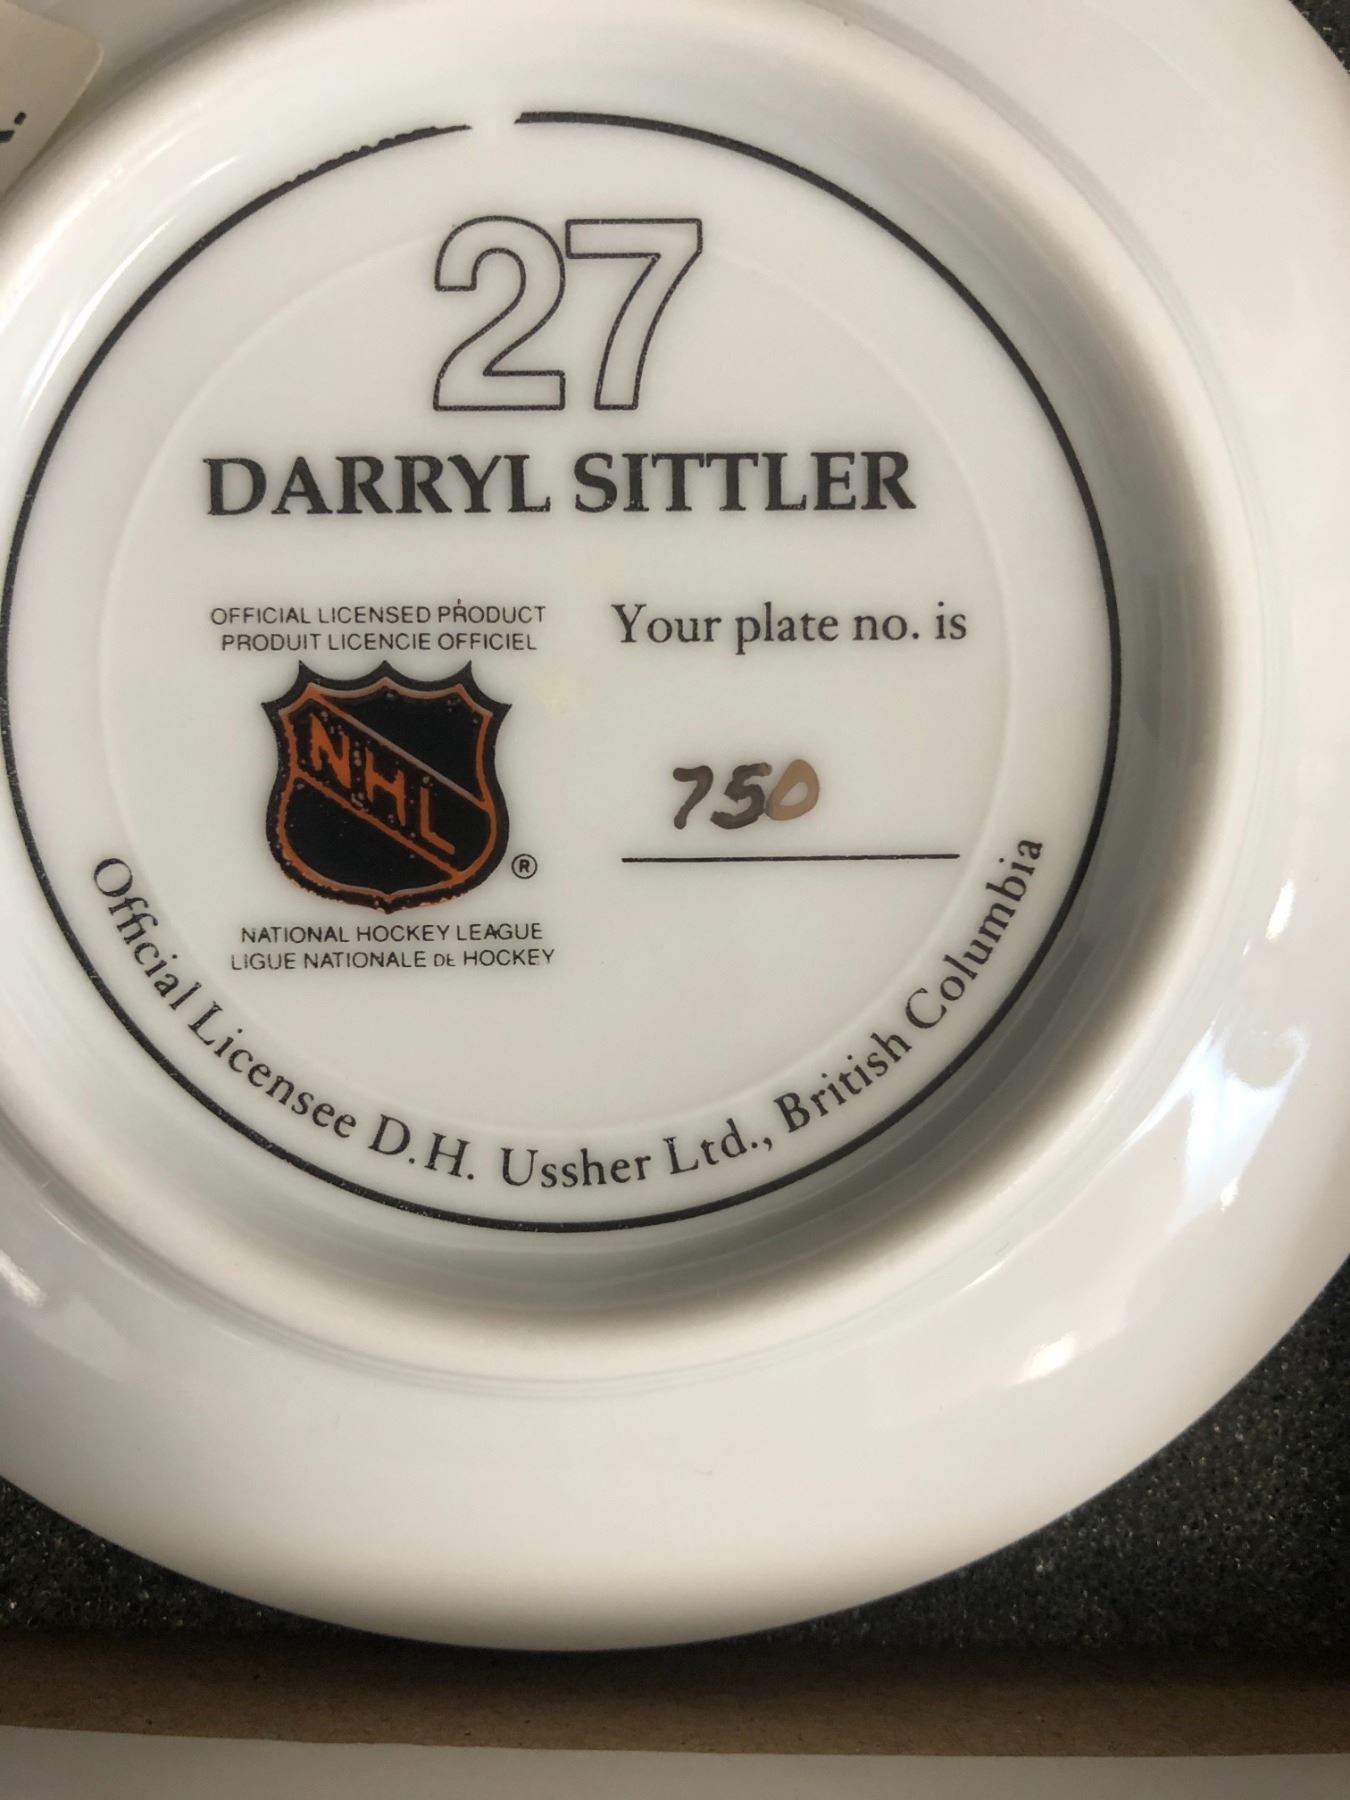 27
DARRYL SITTLER
OFFICIAL LICENSED PRODUCT
PRODUIT LICENCIE OFFICIEL
NHL
®
NATIONAL HOCKEY LEAGUE
LIGUE NATIONALE DE HOCKEY
Your plate no. is
750
Official Licensee D.H. Ussher Ltd., British Columbia